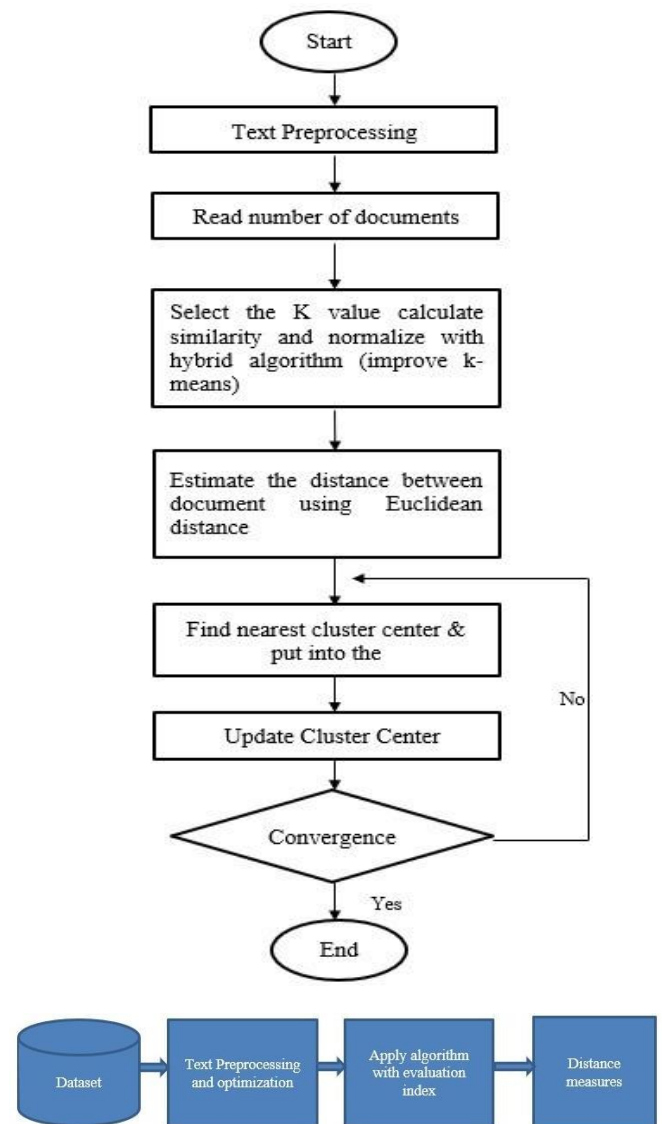 Start
Text Preprocessing
Read number of documents
Select the K value calculate
similarity and normalize with
hybrid algorithm (improve k-
means)
Estimate the distance between
document using Euclidean
distance
Find nearest cluster center &
put into the
No
Update Cluster Center
Convergence
Yes
End
Dataset
Text Preprocessing
and optimization
Apply algorithm
with evaluation
index
Distance
measures